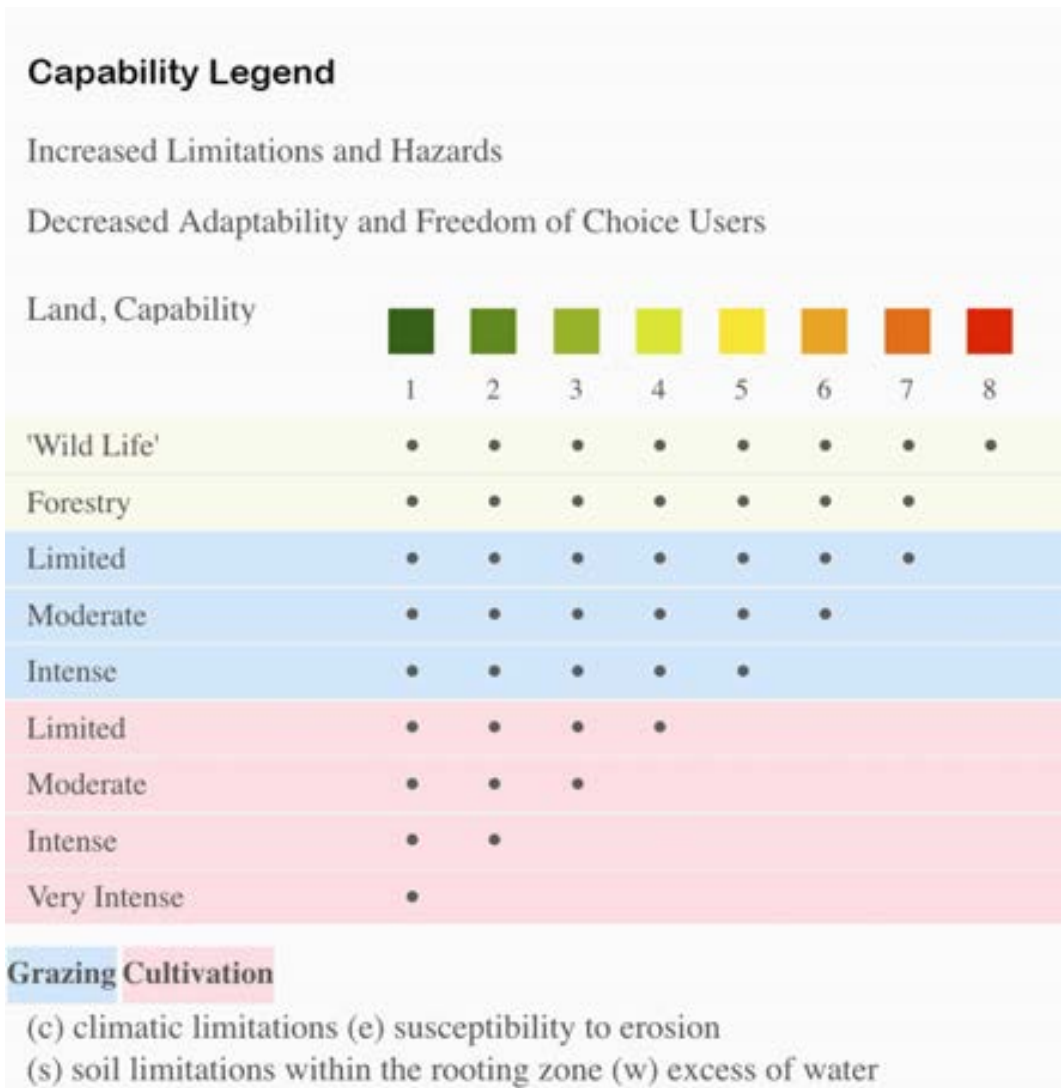 Capability Legend
Increased Limitations and Hazards
Decreased Adaptability and Freedom of Choice Users
Land, Capability
1 2 3 4 5 6 7 8
'Wild Life'
Forestry
Limited
Moderate
Intense
Limited
Moderate
Intense
Very Intense
Grazing Cultivation
(c) climatic limitations (e) susceptibility to erosion
(s) soil limitations within the rooting zone (w) excess of water